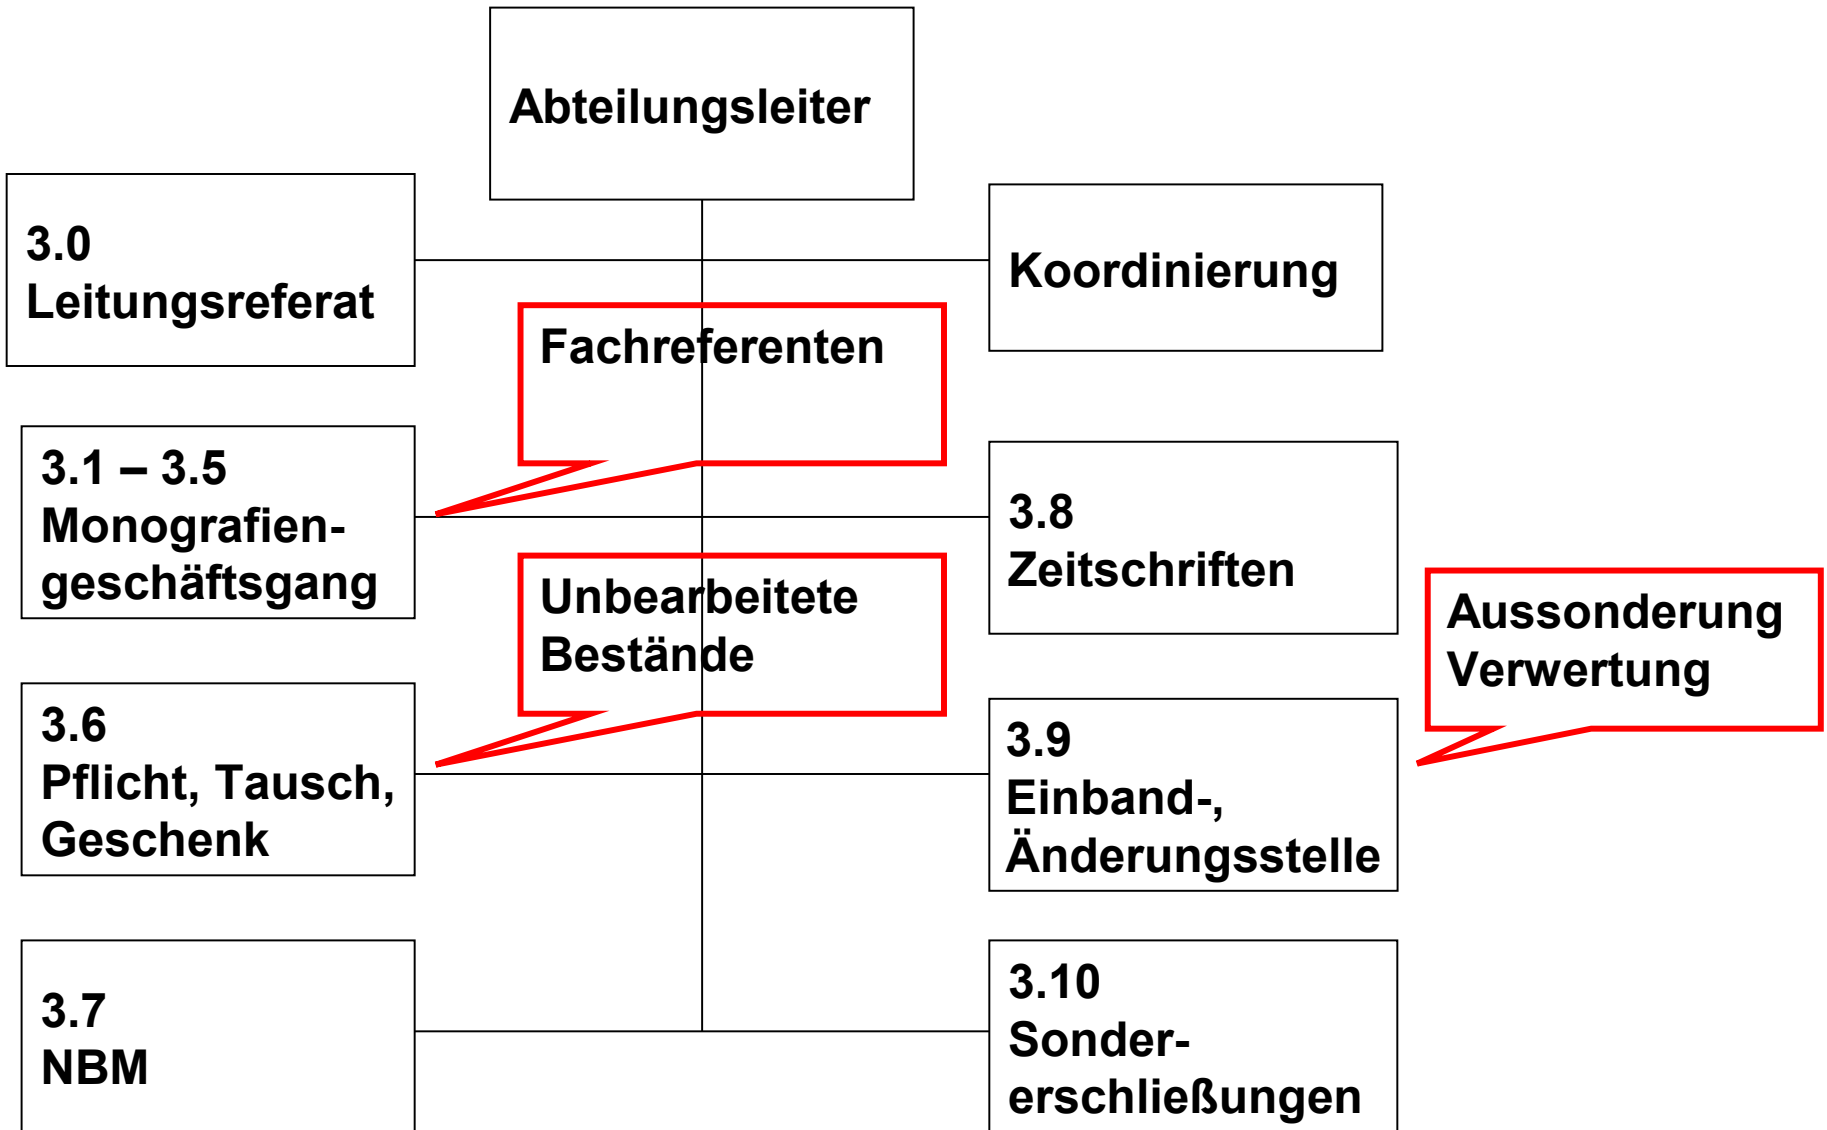 Abteilungsleiter
3.0
Leitungsreferat
Koordinierung
Fachreferenten
3.1 – 3.5
Monografien-
geschäftsgang
3.8
Zeitschriften
Unbearbeitete
Bestände
Aussonderung
Verwertung
3.6
Pflicht, Tausch,
Geschenk
3.9
Einband-,
Änderungsstelle
3.7
NBM
3.10
Sonder-
erschließungen